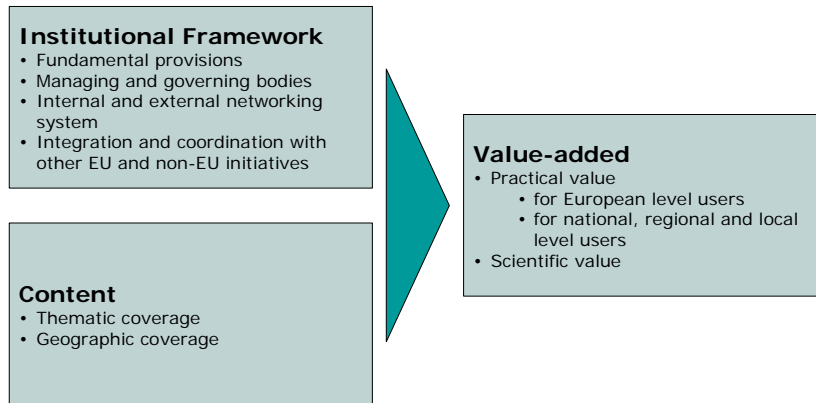 Institutional Framework
• Fundamental provisions
• Managing and governing bodies
• Internal and external networking
system
• Integration and coordination with
other EU and non-EU initiatives
Content
• Thematic coverage
• Geographic coverage
Value-added
• Practical value
• for European level users
• for national, regional and local
level users
• Scientific value